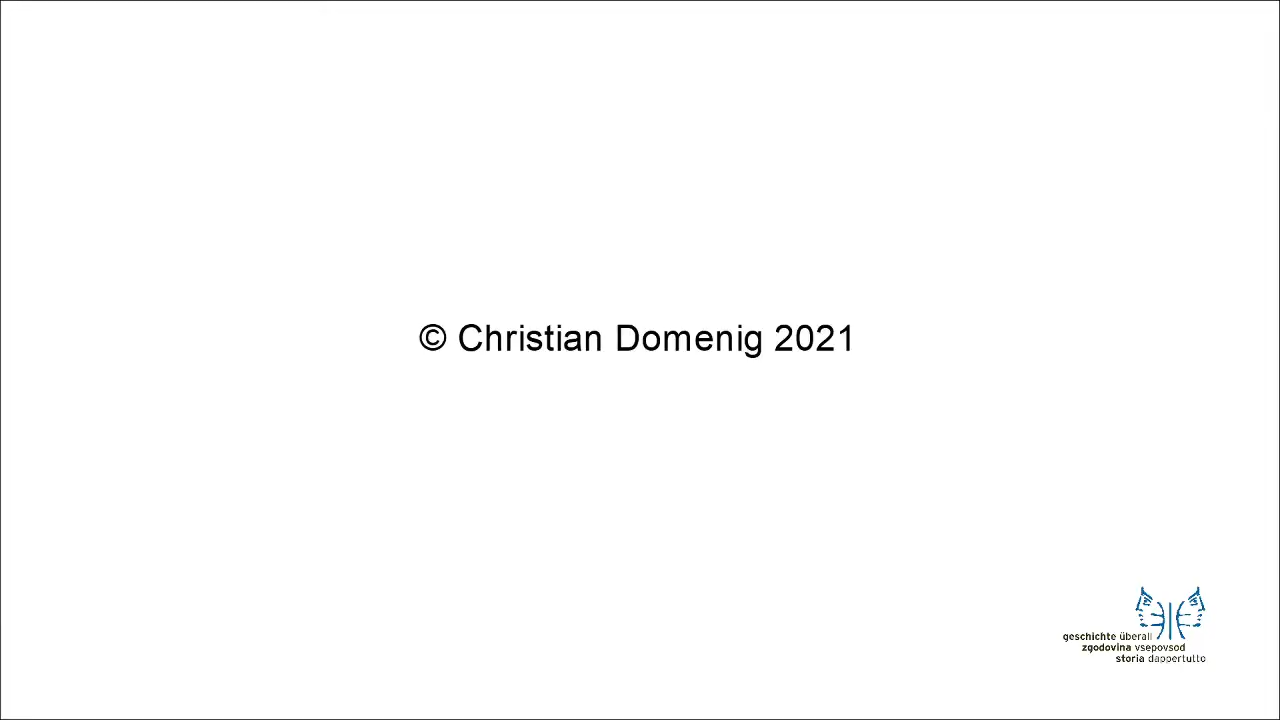 © Christian Domenig 2021
geschichte überall
zgodovina vsepovsod
storia dappertutto